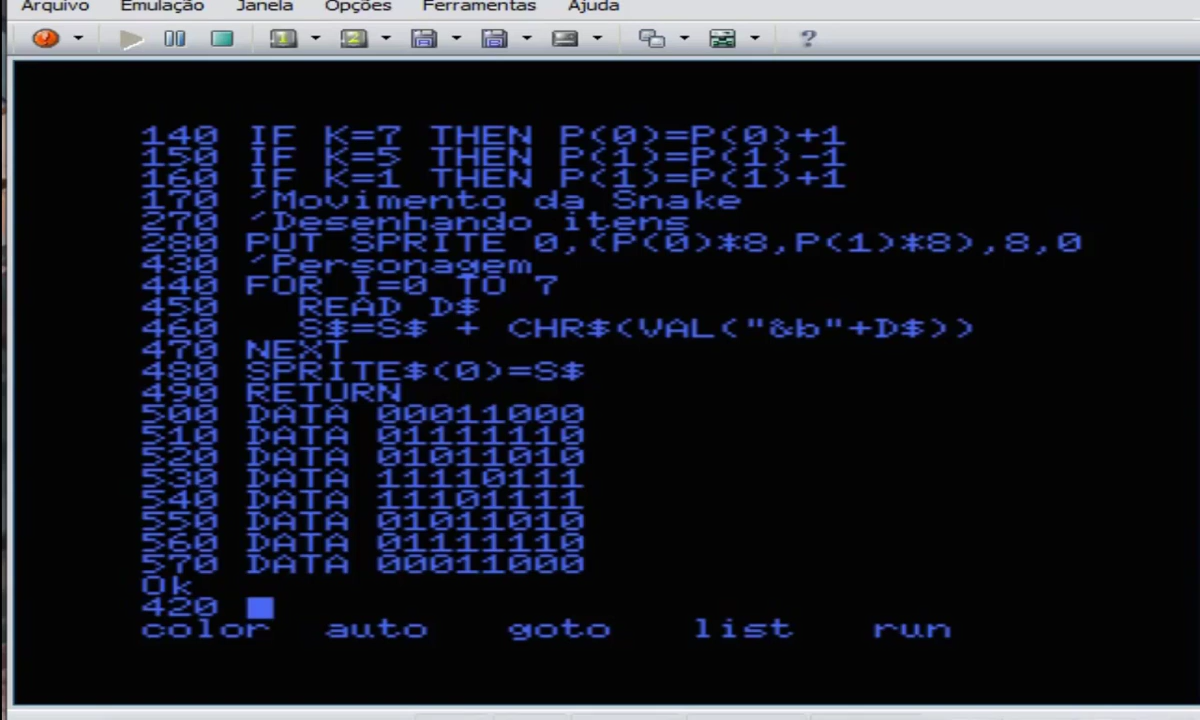 Arquivo Emulação Janela Opções Ferramentas Ajuda
1 2 ?
140 IF K=7 THEN P(0)=P(0)+1
150 IF K=5 THEN P(1)=P(1)-1
160 IF K=1 THEN P(1)=P(1)+1
170 'Movimento da Snake
270 'Desenhando itens
280 PUT SPRITE 0,(P(0)*8,P(1)*8),8,0
430 'Personagem
440 FOR I=0 TO 7
450   READ D$
460   S$=S$ + CHR$(VAL("&b"+D$))
470 NEXT
480 SPRITE$(0)=S$
490 RETURN
500 DATA 00011000
510 DATA 01111110
520 DATA 01011010
530 DATA 11110111
540 DATA 11101111
550 DATA 01011010
560 DATA 01111110
570 DATA 00011000
Ok
420
color auto goto list run